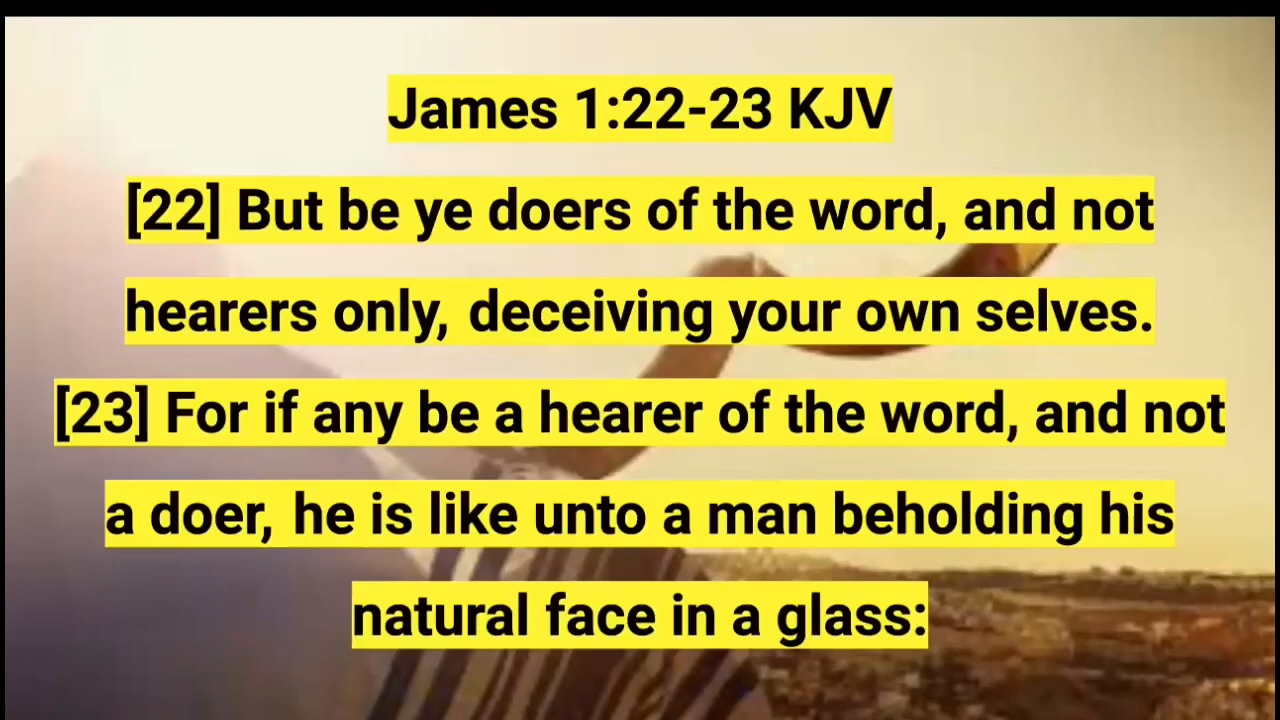 James 1:22-23 KJV
[22] But be ye doers of the word, and not
hearers only, deceiving your own selves.
[23] For if any be a hearer of the word, and not
a doer, he is like unto a man beholding his
natural face in a glass: